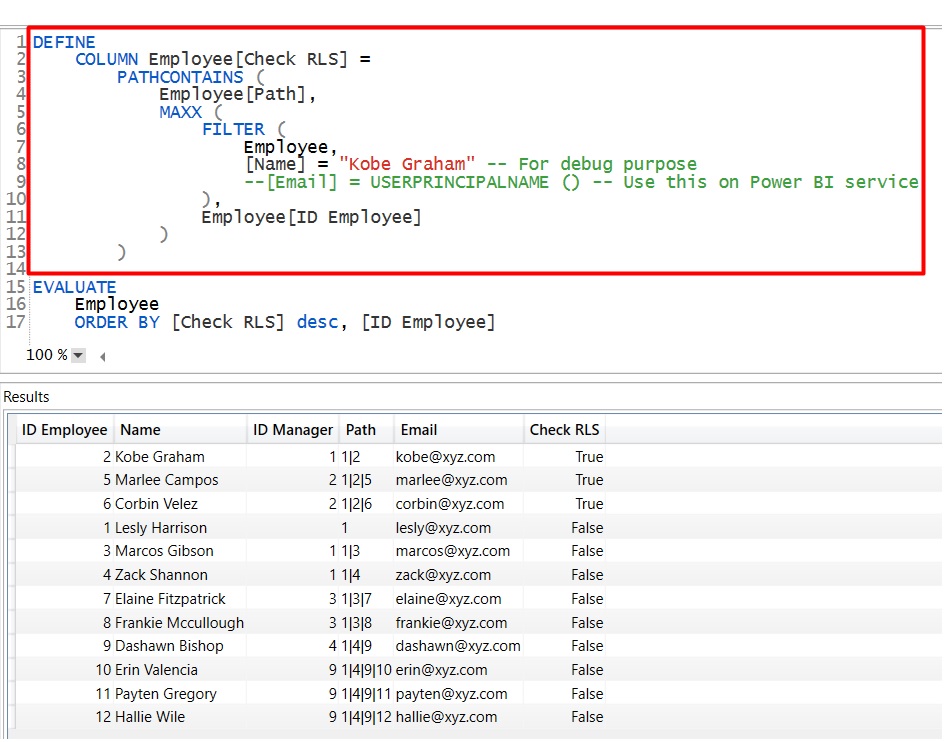 1 DEFINE
2 COLUMN Employee[Check RLS] =
3 PATHCONTAINS (
4 Employee[Path],
5 MAXX (
6 FILTER (
7 Employee,
8 [Name] = "Kobe Graham" -- For debug purpose
9 --[Email] = USERPRINCIPALNAME () -- Use this on Power BI service
10 ),
11 Employee[ID Employee]
12 )
13 )
14
15 EVALUATE
16 Employee
17 ORDER BY [Check RLS] desc, [ID Employee]
100 %
Results
ID Employee Name ID Manager Path Email Check RLS
2 Kobe Graham 1 1|2 kobe@xyz.com True
5 Marlee Campos 2 1|2|5 marlee@xyz.com True
6 Corbin Velez 2 1|2|6 corbin@xyz.com True
1 Lesly Harrison 1 lesly@xyz.com False
3 Marcos Gibson 1 1|3 marcos@xyz.com False
4 Zack Shannon 1 1|4 zack@xyz.com False
7 Elaine Fitzpatrick 3 1|3|7 elaine@xyz.com False
8 Frankie Mccullough 3 1|3|8 frankie@xyz.com False
9 Dashawn Bishop 4 1|4|9 dashawn@xyz.com False
10 Erin Valencia 9 1|4|9|10 erin@xyz.com False
11 Payten Gregory 9 1|4|9|11 payten@xyz.com False
12 Hallie Wile 9 1|4|9|12 hallie@xyz.com False